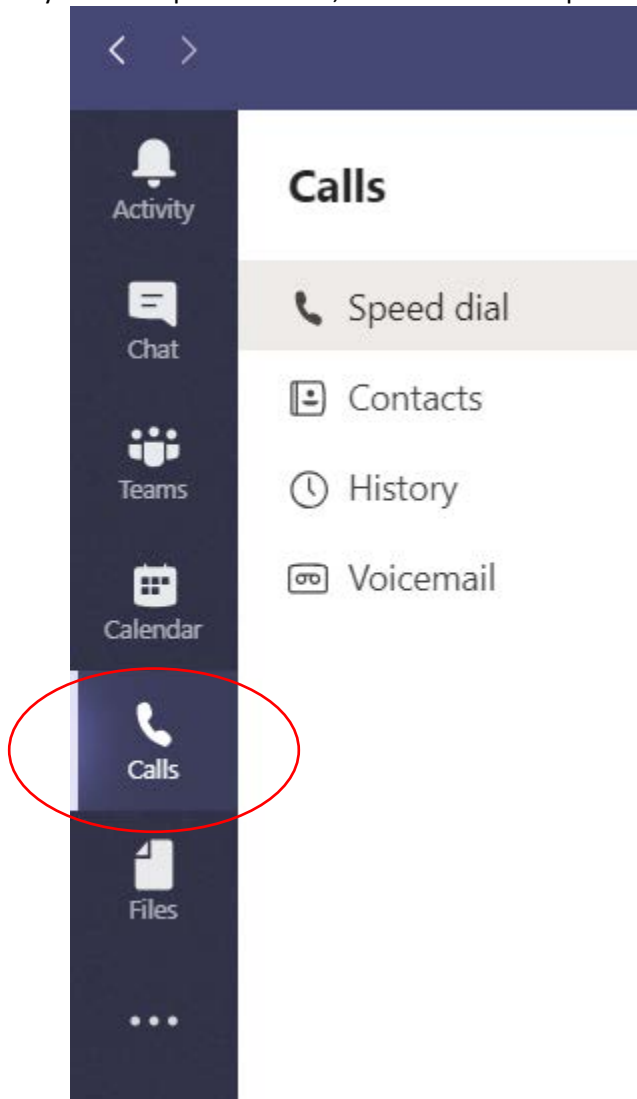 Activity
Chat
Teams
Calendar
Calls
Files
Calls
Speed dial
Contacts
History
Voicemail